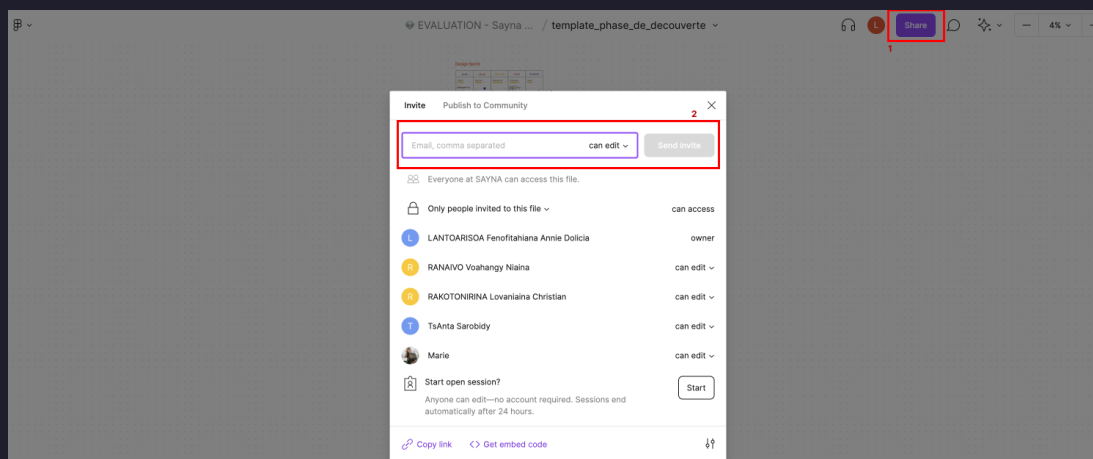 EVALUATION - Sayna ... / template_phase_de_decouverte
L
Share
4%
1
Design Sprint
Invite
Publish to Community
2
Email, comma separated
can edit
Send invite
Everyone at SAYNA can access this file.
Only people invited to this file
can access
L
LANTOARISOA Fenofitahiana Annie Dolicia
owner
R
RANAIVO Voahangy Niaina
can edit
R
RAKOTONIRINA Lovaniaina Christian
can edit
T
TsAnta Sarobidy
can edit
Marie
can edit
Start open session?
Start
Anyone can edit—no account required. Sessions end
automatically after 24 hours.
Copy link
Get embed code